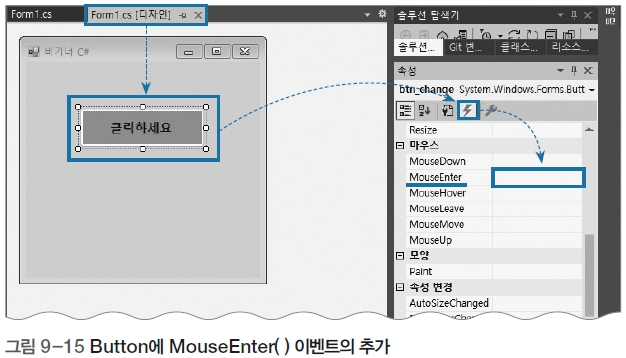 Form1.cs
Form1.cs [디자인]
비기너 C#
클릭하세요
솔루션 탐색기
솔루션... Git 변... 클래스... 리소스...
속성
btn_change System.Windows.Forms.Butt
Resize
마우스
MouseDown
MouseEnter
MouseHover
MouseLeave
MouseMove
MouseUp
모양
Paint
속성 변경
AutoSizeChanged
그림 9-15 Button에 MouseEnter( ) 이벤트의 추가